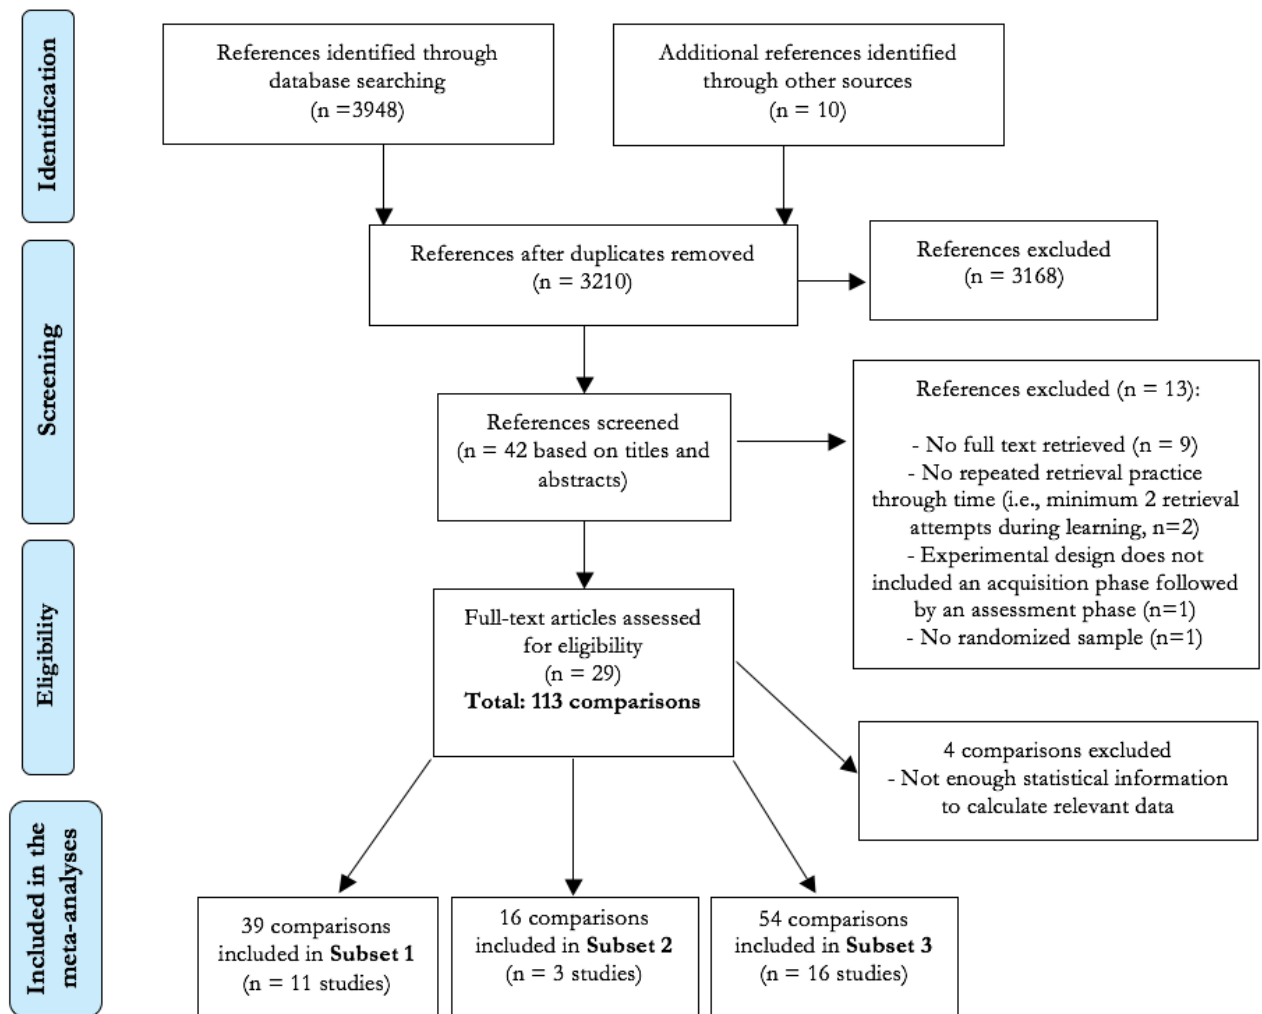 Identification
References identified through
database searching
(n =3948)
Additional references identified
through other sources
(n = 10)
Screening
References after duplicates removed
(n = 3210)
References excluded
(n = 3168)
References screened
(n = 42 based on titles and
abstracts)
References excluded (n = 13):
- No full text retrieved (n = 9)
- No repeated retrieval practice
through time (i.e., minimum 2 retrieval
attempts during learning, n=2)
- Experimental design does not
included an acquisition phase followed
by an assessment phase (n=1)
- No randomized sample (n=1)
Eligibility
Full-text articles assessed
for eligibility
(n = 29)
Total: 113 comparisons
4 comparisons excluded
- Not enough statistical information
to calculate relevant data
Included in the
meta-analyses
39 comparisons
included in Subset 1
(n = 11 studies)
16 comparisons
included in Subset 2
(n = 3 studies)
54 comparisons
included in Subset 3
(n = 16 studies)